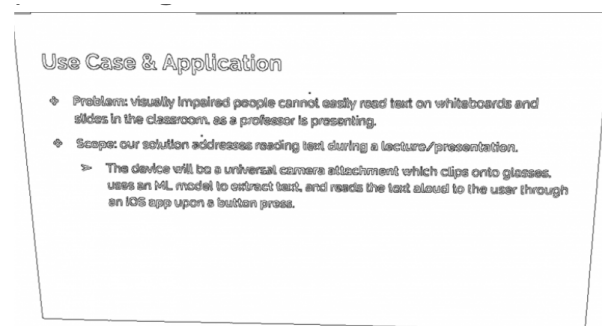 Use Case & Application
❖ Problem: visually impaired people cannot easily read text on whiteboards and
slides in the classroom, as a professor is presenting.
❖ Scope: our solution addresses reading text during a lecture/presentation.
➢ The device will be a universal camera attachment which clips onto glasses,
uses an ML model to extract text, and reads the text aloud to the user through
an iOS app upon a button press.